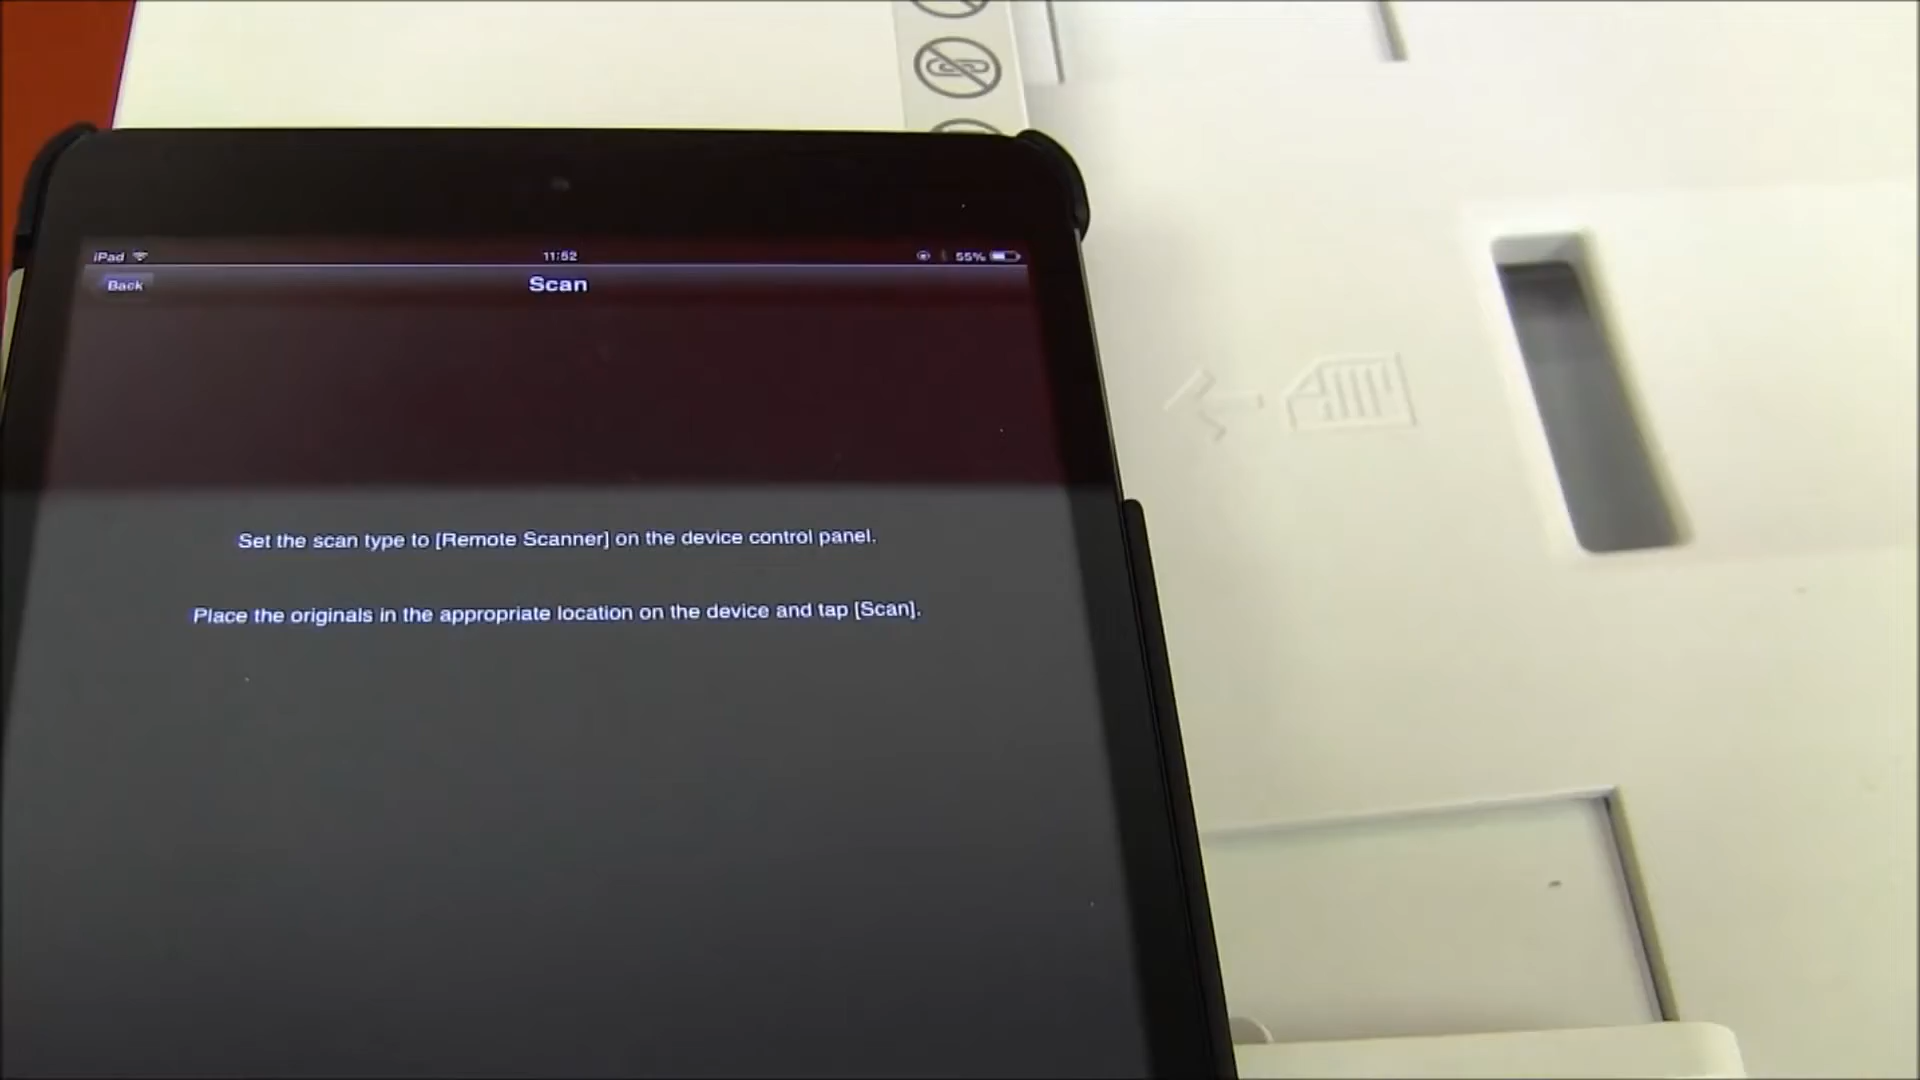 iPad 11:52 55%
Back Scan
Set the scan type to [Remote Scanner] on the device control panel.
Place the originals in the appropriate location on the device and tap [Scan].